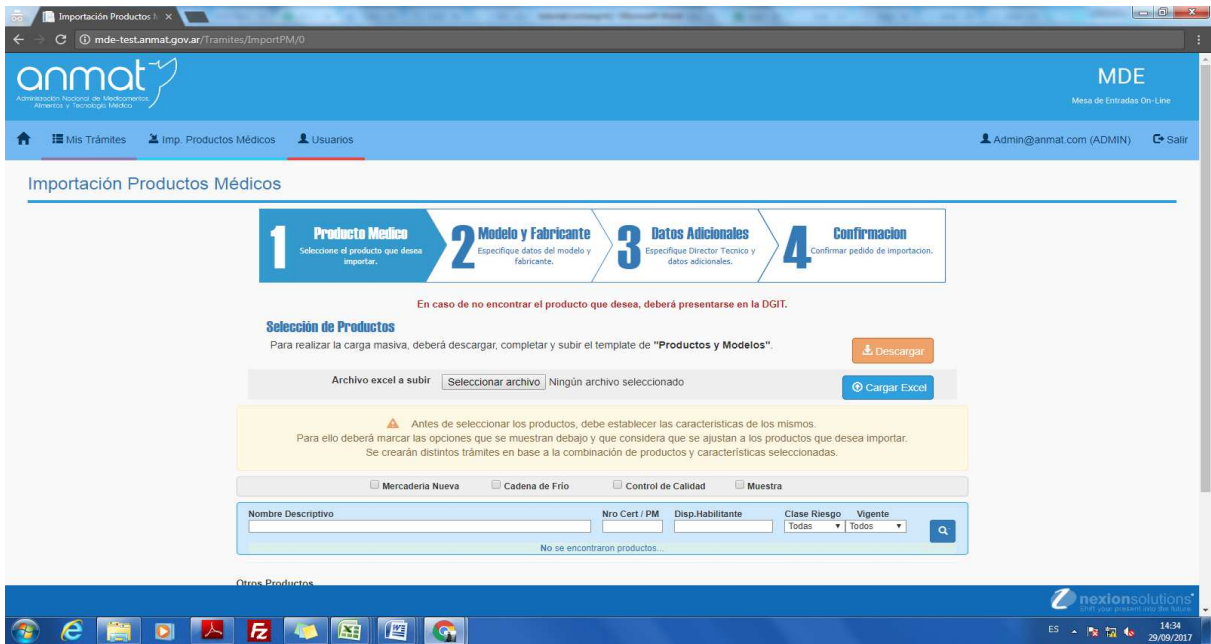 Importación Productos M
mde-test.anmat.gov.ar/Tramites/ImportPM/0
anmat
Administración Nacional de Medicamentos,
Alimentos y Tecnología Médica
MDE
Mesa de Entradas On-Line
Mis Trámites Imp. Productos Médicos Usuarios Admin@anmat.com (ADMIN) Salir
Importación Productos Médicos
1 Producto Medico
Seleccione el producto que desea
importar.
2 Modelo y Fabricante
Especifique datos del modelo y
fabricante.
3 Datos Adicionales
Especifique Director Tecnico y
datos adicionales.
4 Confirmacion
Confirmar pedido de importacion.
En caso de no encontrar el producto que desea, deberá presentarse en la DGIT.
Selección de Productos
Para realizar la carga masiva, deberá descargar, completar y subir el template de "Productos y Modelos".
Descargar
Archivo excel a subir Seleccionar archivo Ningún archivo seleccionado
Cargar Excel
Antes de seleccionar los productos, debe establecer las caracteristicas de los mismos.
Para ello deberá marcar las opciones que se muestran debajo y que considera que se ajustan a los productos que desea importar.
Se crearán distintos trámites en base a la combinación de productos y características seleccionadas.
Mercaderia Nueva Cadena de Frío Control de Calidad Muestra
Nombre Descriptivo Nro Cert / PM Disp.Habilitante Clase Riesgo Vigente
Todas Todos
No se encontraron productos...
Otros Productos
nexionsolutions
Shift your present into the future
ES 14:34
29/09/2017